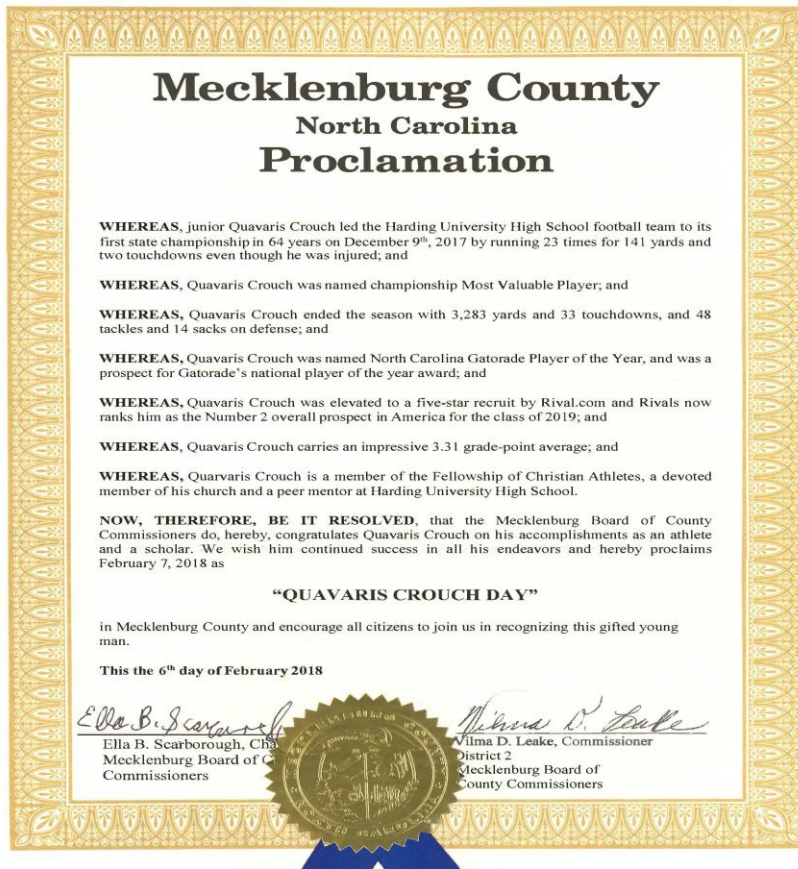 Mecklenburg County
North Carolina
Proclamation
WHEREAS, junior Quavaris Crouch led the Harding University High School football team to its
first state championship in 64 years on December 9th, 2017 by running 23 times for 141 yards and
two touchdowns even though he was injured; and
WHEREAS, Quavaris Crouch was named championship Most Valuable Player; and
WHEREAS, Quavaris Crouch ended the season with 3,283 yards and 33 touchdowns, and 48
tackles and 14 sacks on defense; and
WHEREAS, Quavaris Crouch was named North Carolina Gatorade Player of the Year, and was a
prospect for Gatorade's national player of the year award; and
WHEREAS, Quavaris Crouch was elevated to a five-star recruit by Rival.com and Rivals now
ranks him as the Number 2 overall prospect in America for the class of 2019; and
WHEREAS, Quavaris Crouch carries an impressive 3.31 grade-point average; and
WHEREAS, Quarvaris Crouch is a member of the Fellowship of Christian Athletes, a devoted
member of his church and a peer mentor at Harding University High School.
NOW, THEREFORE, BE IT RESOLVED, that the Mecklenburg Board of County
Commissioners do, hereby, congratulates Quavaris Crouch on his accomplishments as an athlete
and a scholar. We wish him continued success in all his endeavors and hereby proclaims
February 7, 2018 as
"QUAVARIS CROUCH DAY"
in Mecklenburg County and encourage all citizens to join us in recognizing this gifted young
man.
This the 6th day of February 2018
Ella B. Scarborough
Vilma D. Leake
Ella B. Scarborough, Cha
Mecklenburg Board of C
Commissioners
Vilma D. Leake, Commissioner
District 2
Mecklenburg Board of
County Commissioners
MECKLENBURG COUNTY
NORTH CAROLINA